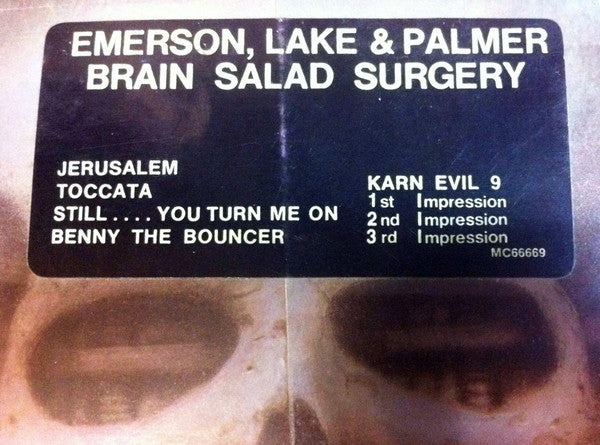 EMERSON, LAKE & PALMER
BRAIN SALAD SURGERY
JERUSALEM
TOCCATA
STILL .... YOU TURN ME ON
BENNY THE BOUNCER
KARN EVIL 9
1st Impression
2nd Impression
3rd Impression
MC66669